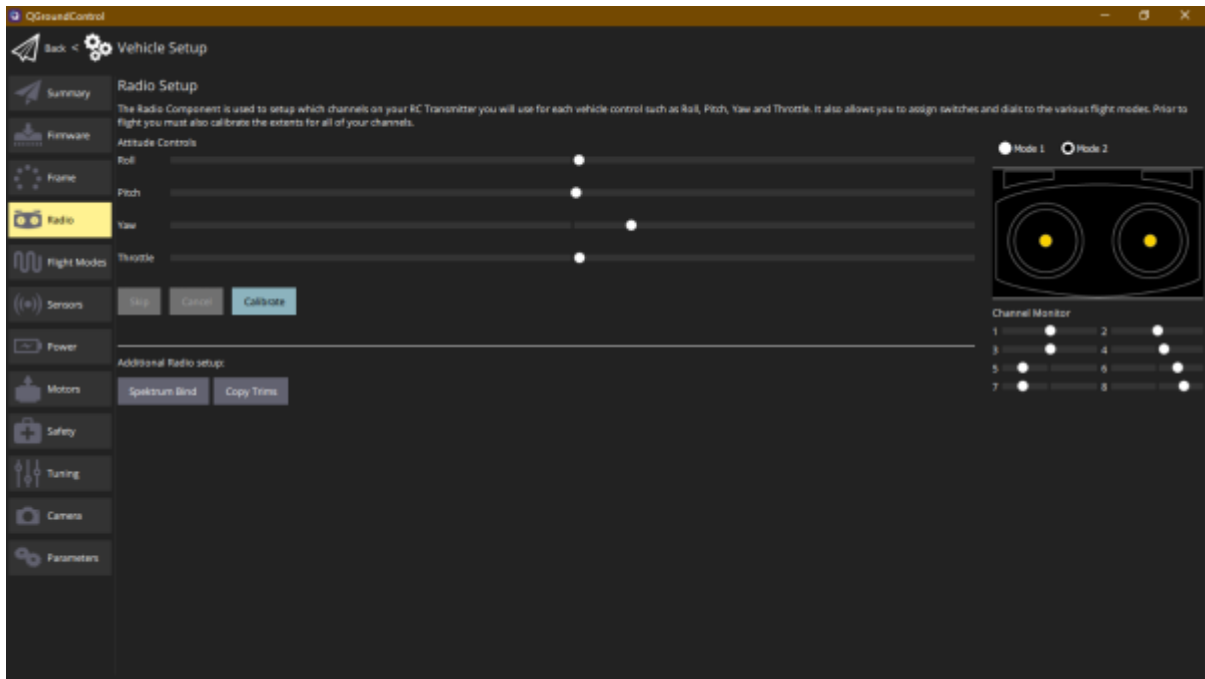 QGroundControl
Back < Vehicle Setup
Summary
Firmware
Frame
Radio
Flight Modes
Sensors
Power
Motors
Safety
Tuning
Camera
Parameters
Radio Setup
The Radio Component is used to setup which channels on your RC Transmitter you will use for each vehicle control such as Roll, Pitch, Yaw and Throttle. It also allows you to assign switches and dials to the various flight modes. Prior to
flight you must also calibrate the extents for all of your channels.
Attitude Controls
Roll
Pitch
Yaw
Throttle
Skip Cancel Calibrate
Additional Radio setup:
Spektrum Bind Copy Trims
Mode 1 Mode 2
Channel Monitor
1 2
3 4
5 6
7 8